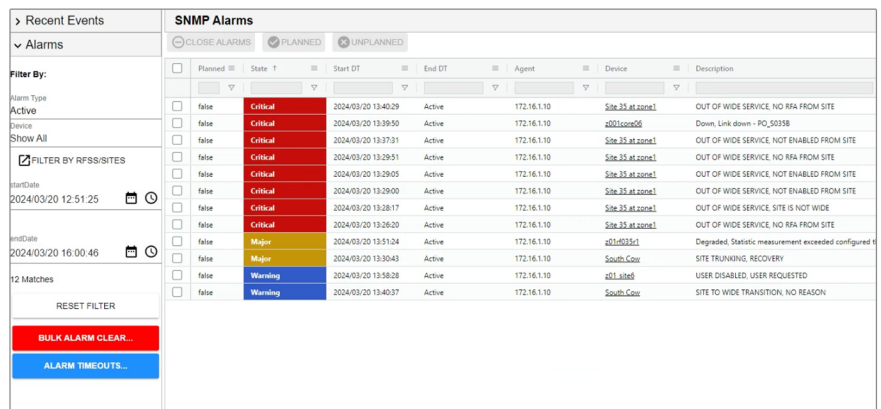 Recent Events
Alarms
Filter By:
Alarm Type
Active
Device
Show All
FILTER BY RFSS/SITES
startDate
2024/03/20 12:51:25
endDate
2024/03/20 16:00:46
12 Matches
RESET FILTER
BULK ALARM CLEAR...
ALARM TIMEOUTS...
SNMP Alarms
CLOSE ALARMS PLANNED UNPLANNED
Planned State Start DT End DT Agent Device Description
false Critical 2024/03/20 13:40:29 Active 172.16.1.10 Site 35 at zone1 OUT OF WIDE SERVICE, NO RFA FROM SITE
false Critical 2024/03/20 13:39:50 Active 172.16.1.10 z001core06 Down, Link down - PO_S035B
false Critical 2024/03/20 13:37:31 Active 172.16.1.10 Site 35 at zone1 OUT OF WIDE SERVICE, NOT ENABLED FROM SITE
false Critical 2024/03/20 13:29:51 Active 172.16.1.10 Site 35 at zone1 OUT OF WIDE SERVICE, NO RFA FROM SITE
false Critical 2024/03/20 13:29:05 Active 172.16.1.10 Site 35 at zone1 OUT OF WIDE SERVICE, NOT ENABLED FROM SITE
false Critical 2024/03/20 13:29:00 Active 172.16.1.10 Site 35 at zone1 OUT OF WIDE SERVICE, NOT ENABLED FROM SITE
false Critical 2024/03/20 13:28:17 Active 172.16.1.10 Site 35 at zone1 OUT OF WIDE SERVICE, SITE IS NOT WIDE
false Critical 2024/03/20 13:26:20 Active 172.16.1.10 Site 35 at zone1 OUT OF WIDE SERVICE, NO RFA FROM SITE
false Major 2024/03/20 13:51:24 Active 172.16.1.10 z01rf035r1 Degraded, Statistic measurement exceeded configured t
false Major 2024/03/20 13:30:43 Active 172.16.1.10 South Cow SITE TRUNKING, RECOVERY
false Warning 2024/03/20 13:58:28 Active 172.16.1.10 z01_site6 USER DISABLED, USER REQUESTED
false Warning 2024/03/20 13:40:37 Active 172.16.1.10 South Cow SITE TO WIDE TRANSITION, NO REASON